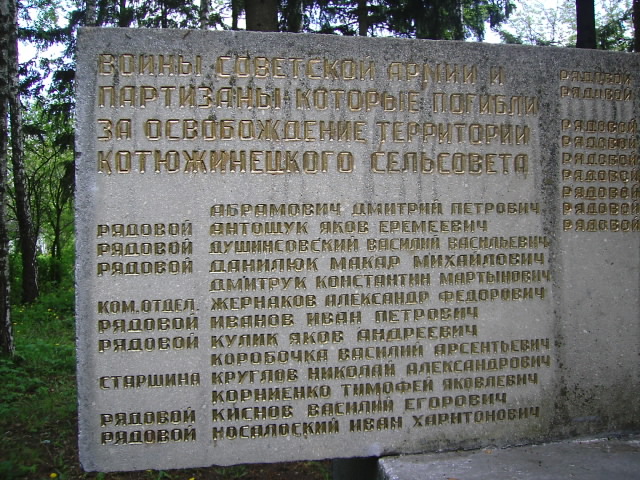 ВОИНЫ СОВЕТСКОЙ АРМИИ И
ПАРТИЗАНЫ КОТОРЫЕ ПОГИБЛИ
ЗА ОСВОБОЖДЕНИЕ ТЕРРИТОРИИ
КОТЮЖИНЕЦКОГО СЕЛЬСОВЕТА
АБРАМОВИЧ ДМИТРИЙ ПЕТРОВИЧ
РЯДОВОЙ АНТОЩУК ЯКОВ ЕРЕМЕЕВИЧ
РЯДОВОЙ ДУШИНСОВСКИЙ ВАСИЛИЙ ВАСИЛЬЕВИЧ
РЯДОВОЙ ДАНИЛЮК МАКАР МИХАЙЛОВИЧ
ДМИТРУК КОНСТАНТИН МАРТЫНОВИЧ
КОМ.ОТДЕЛ. ЖЕРНАКОВ АЛЕКСАНДР ФЕДОРОВИЧ
РЯДОВОЙ ИВАНОВ ИВАН ПЕТРОВИЧ
РЯДОВОЙ КУЛИК ЯКОВ АНДРЕЕВИЧ
КОРОБОЧКА ВАСИЛИЙ АРСЕНТЬЕВИЧ
СТАРШИНА КРУГЛОВ НИКОЛАЙ АЛЕКСАНДРОВИЧ
КОРНИЕНКО ТИМОФЕЙ ЯКОВЛЕВИЧ
РЯДОВОЙ КИСНОВ ВАСИЛИЙ ЕГОРОВИЧ
РЯДОВОЙ НОСАЛОСКИЙ ИВАН ХАРИТОНОВИЧ
РЯДОВОЙ
РЯДОВОЙ
РЯДОВОЙ
РЯДОВОЙ
РЯДОВОЙ
РЯДОВОЙ
РЯДОВОЙ
РЯДОВОЙ
РЯДОВОЙ